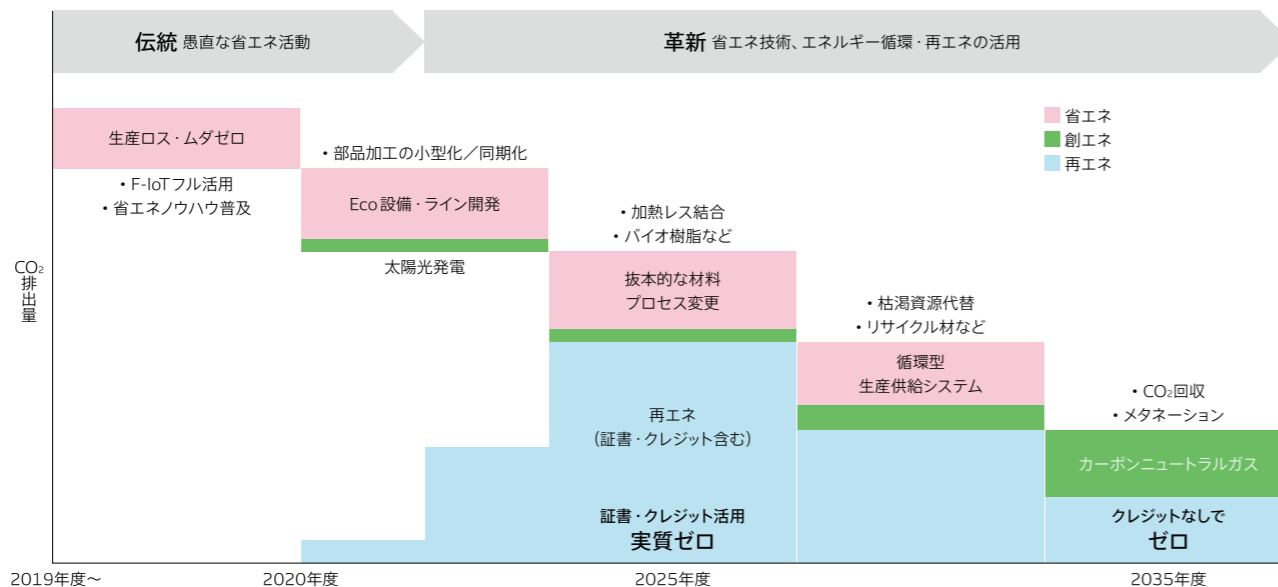 伝統 愚直な省エネ活動
革新 省エネ技術、エネルギー循環・再エネの活用
省エネ
創エネ
再エネ
CO₂排出量
生産ロス・ムダゼロ
• F-IoTフル活用
• 省エネノウハウ普及
• 部品加工の小型化／同期化
Eco設備・ライン開発
太陽光発電
• 加熱レス結合
• バイオ樹脂など
抜本的な材料
プロセス変更
再エネ
（証書・クレジット含む）
証書・クレジット活用
実質ゼロ
• 枯渇資源代替
• リサイクル材など
循環型
生産供給システム
• CO₂回収
• メタネーション
カーボンニュートラルガス
クレジットなしで
ゼロ
2019年度～
2020年度
2025年度
2035年度